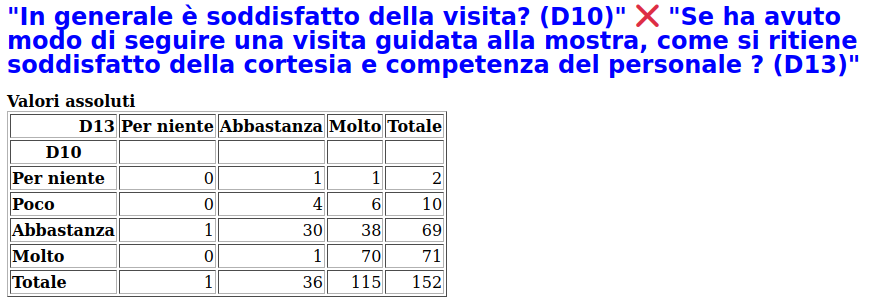 "In generale è soddisfatto della visita? (D10)" ❌ "Se ha avuto
modo di seguire una visita guidata alla mostra, come si ritiene
soddisfatto della cortesia e competenza del personale ? (D13)"
Valori assoluti
D13 Per niente Abbastanza Molto Totale
D10
Per niente 0 1 1 2
Poco 0 4 6 10
Abbastanza 1 30 38 69
Molto 0 1 70 71
Totale 1 36 115 152